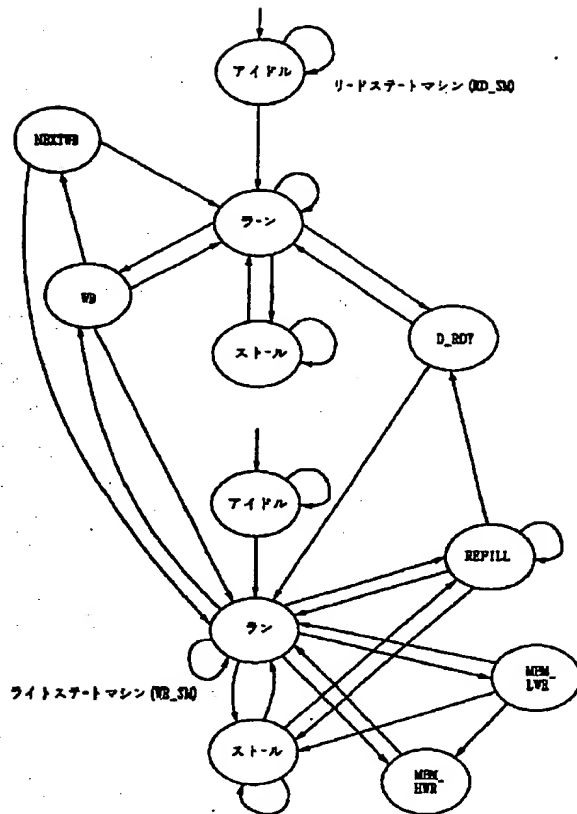 アイドル
リードステートマシン(RD_SM)
NEXTWB
ラーン
WB
ストール
D_RDY
アイドル
REFILL
ラン
MEM_
LWR
ライトステートマシン(WR_SM)
ストール
MEM_
HWR